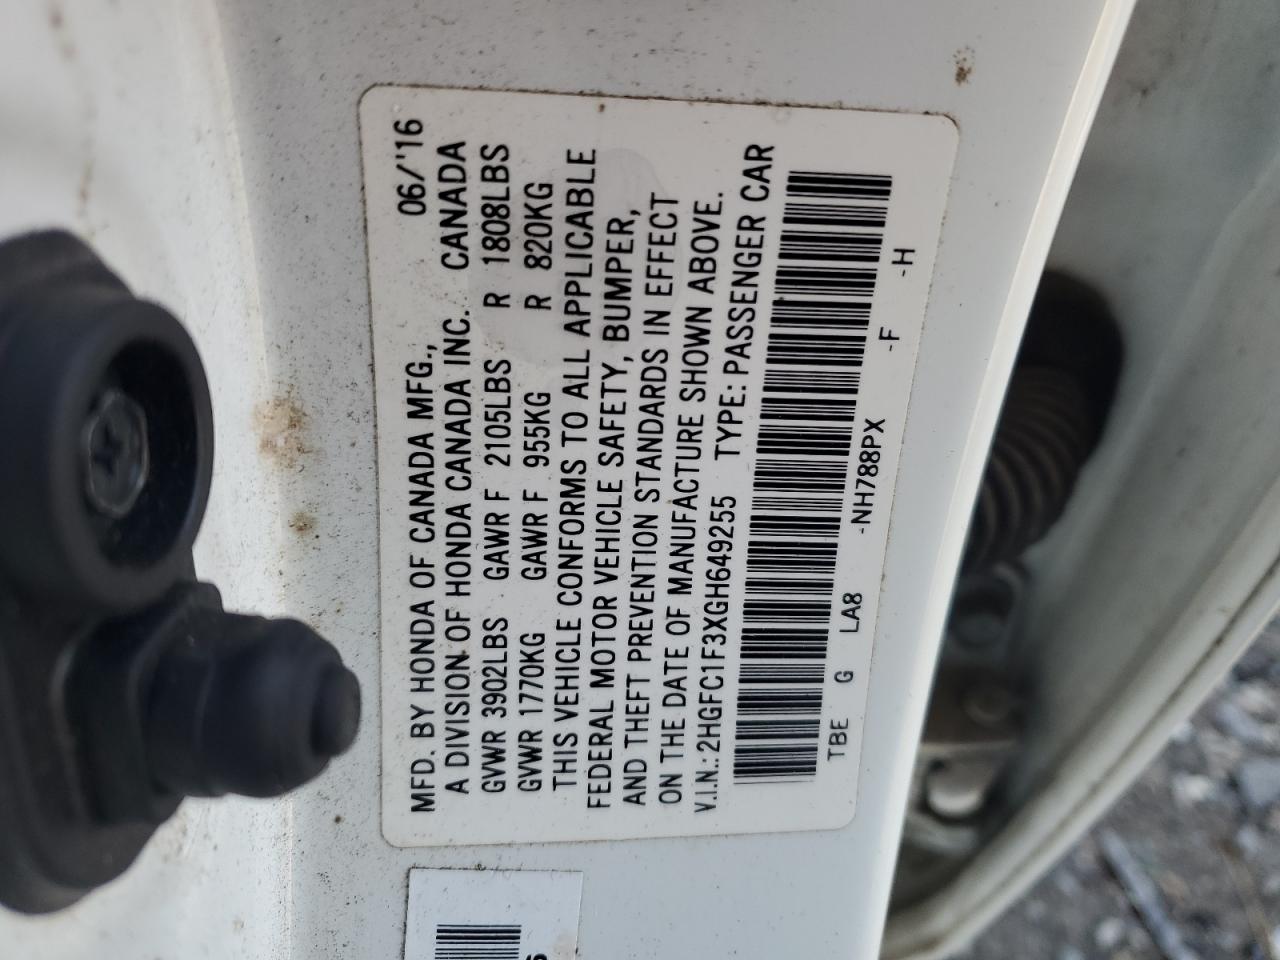 MFD. BY HONDA OF CANADA MFG., 06/'16
A DIVISION OF HONDA CANADA INC. CANADA
GVWR 3902LBS GAWR F 2105LBS R 1808LBS
GVWR 1770KG GAWR F 955KG R 820KG
THIS VEHICLE CONFORMS TO ALL APPLICABLE
FEDERAL MOTOR VEHICLE SAFETY, BUMPER,
AND THEFT PREVENTION STANDARDS IN EFFECT
ON THE DATE OF MANUFACTURE SHOWN ABOVE.
V.I.N.: 2HGFC1F3XGH649255 TYPE: PASSENGER CAR
TBE G LA8 -NH788PX -F -H